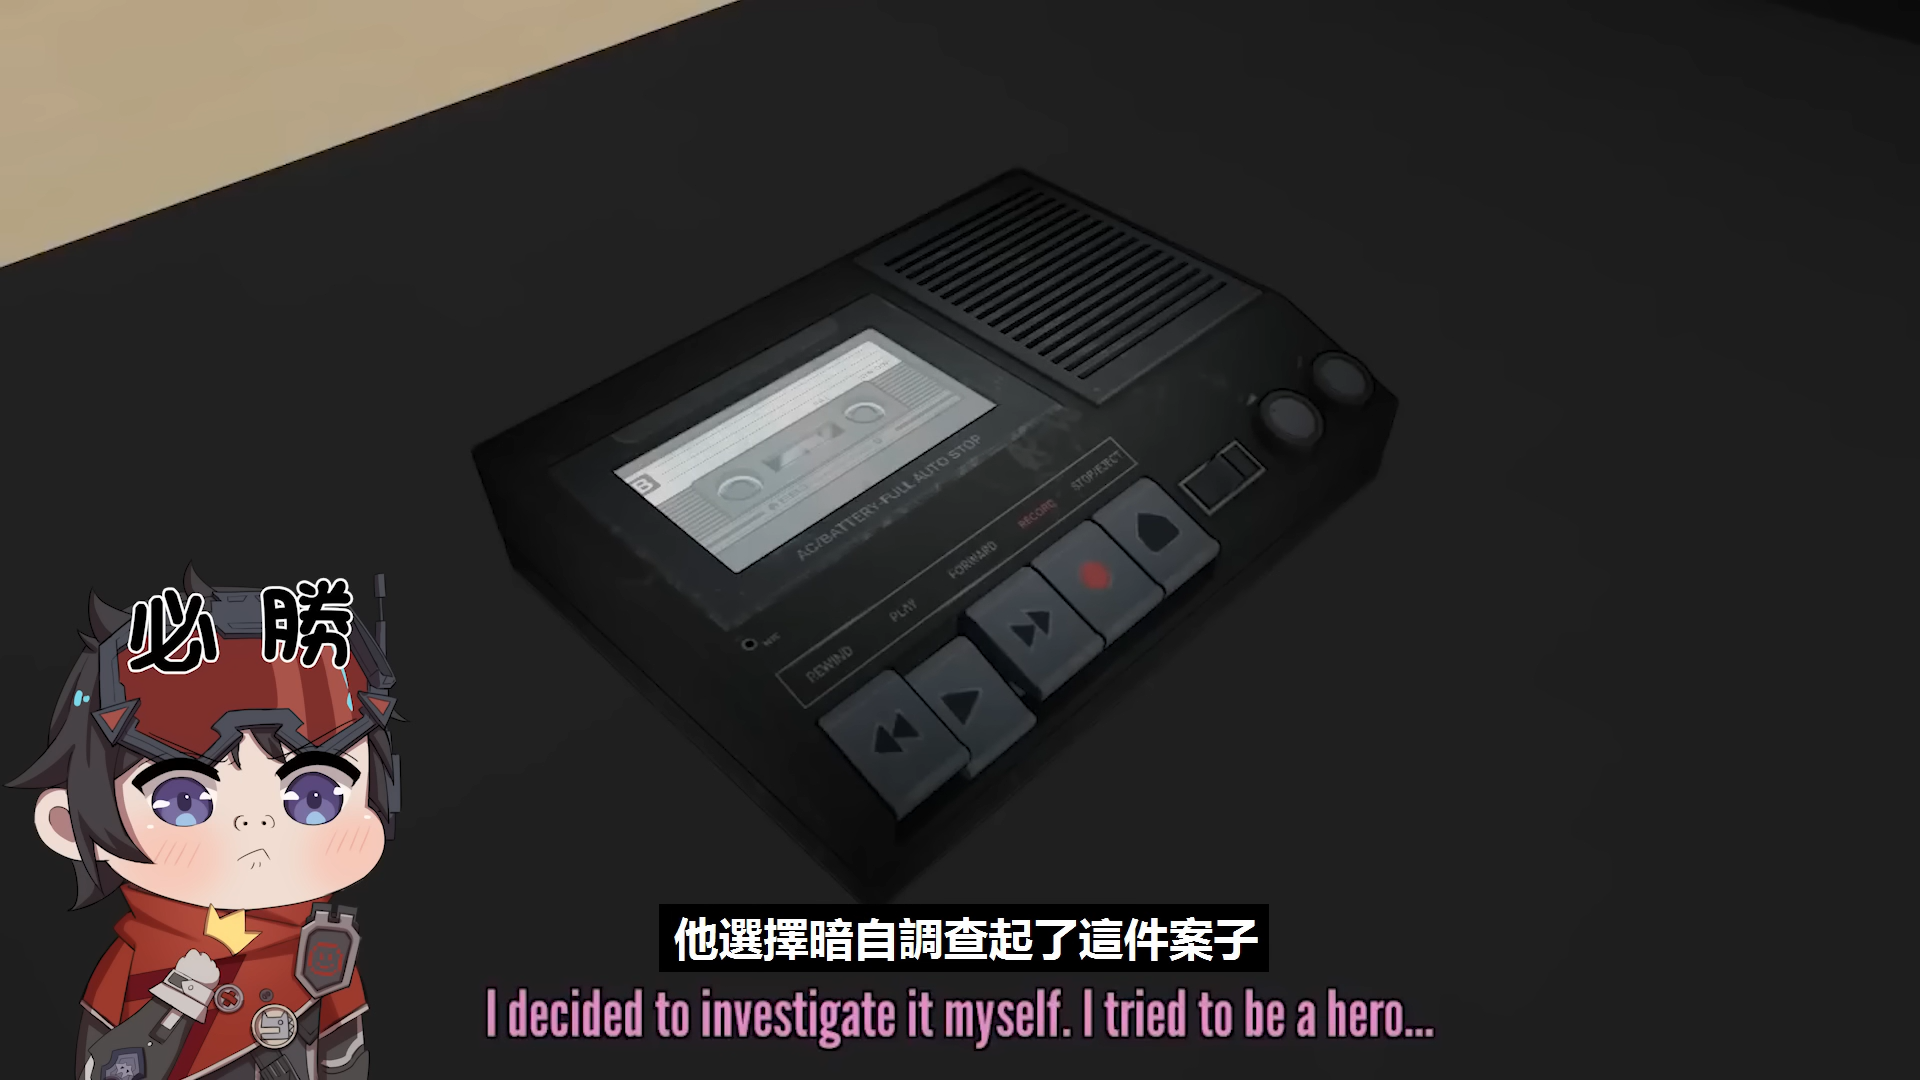 B
AC/BATTERY-FULL AUTO STOP
STOP/EJECT
RECORD
FORWARD
PLAY
REWIND
MIC
必勝
他選擇暗自調查起了這件案子
I decided to investigate it myself. I tried to be a hero...